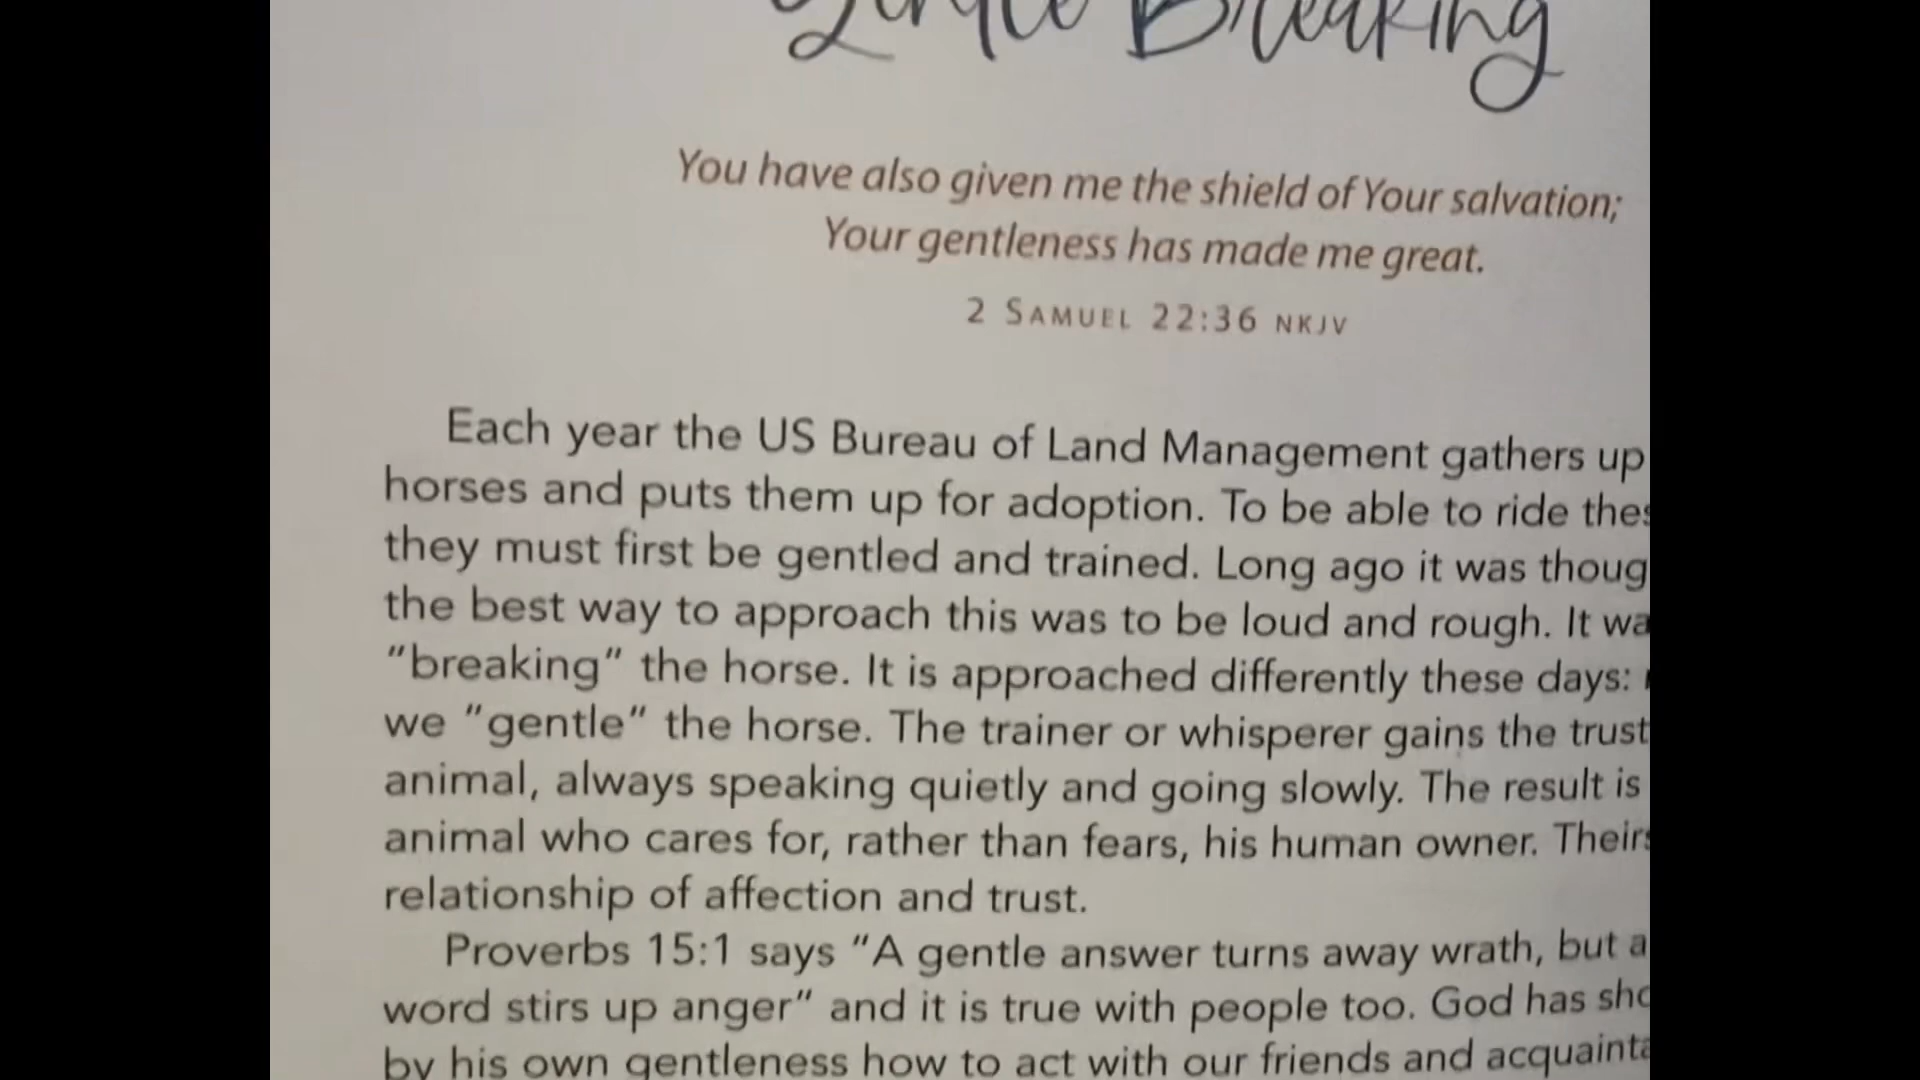 Gentle Breaking
You have also given me the shield of Your salvation;
Your gentleness has made me great.
2 SAMUEL 22:36 NKJV
Each year the US Bureau of Land Management gathers up
horses and puts them up for adoption. To be able to ride
they must first be gentled and trained. Long ago it was
the best way to approach this was to be loud and rough. It
"breaking" the horse. It is approached differently these days:
we "gentle" the horse. The trainer or whisperer gains the trust
animal, always speaking quietly and going slowly. The result is
animal who cares for, rather than fears, his human owner.
relationship of affection and trust.
Proverbs 15:1 says "A gentle answer turns away wrath, but a
word stirs up anger" and it is true with people too. God has
by his own gentleness how to act with our friends and